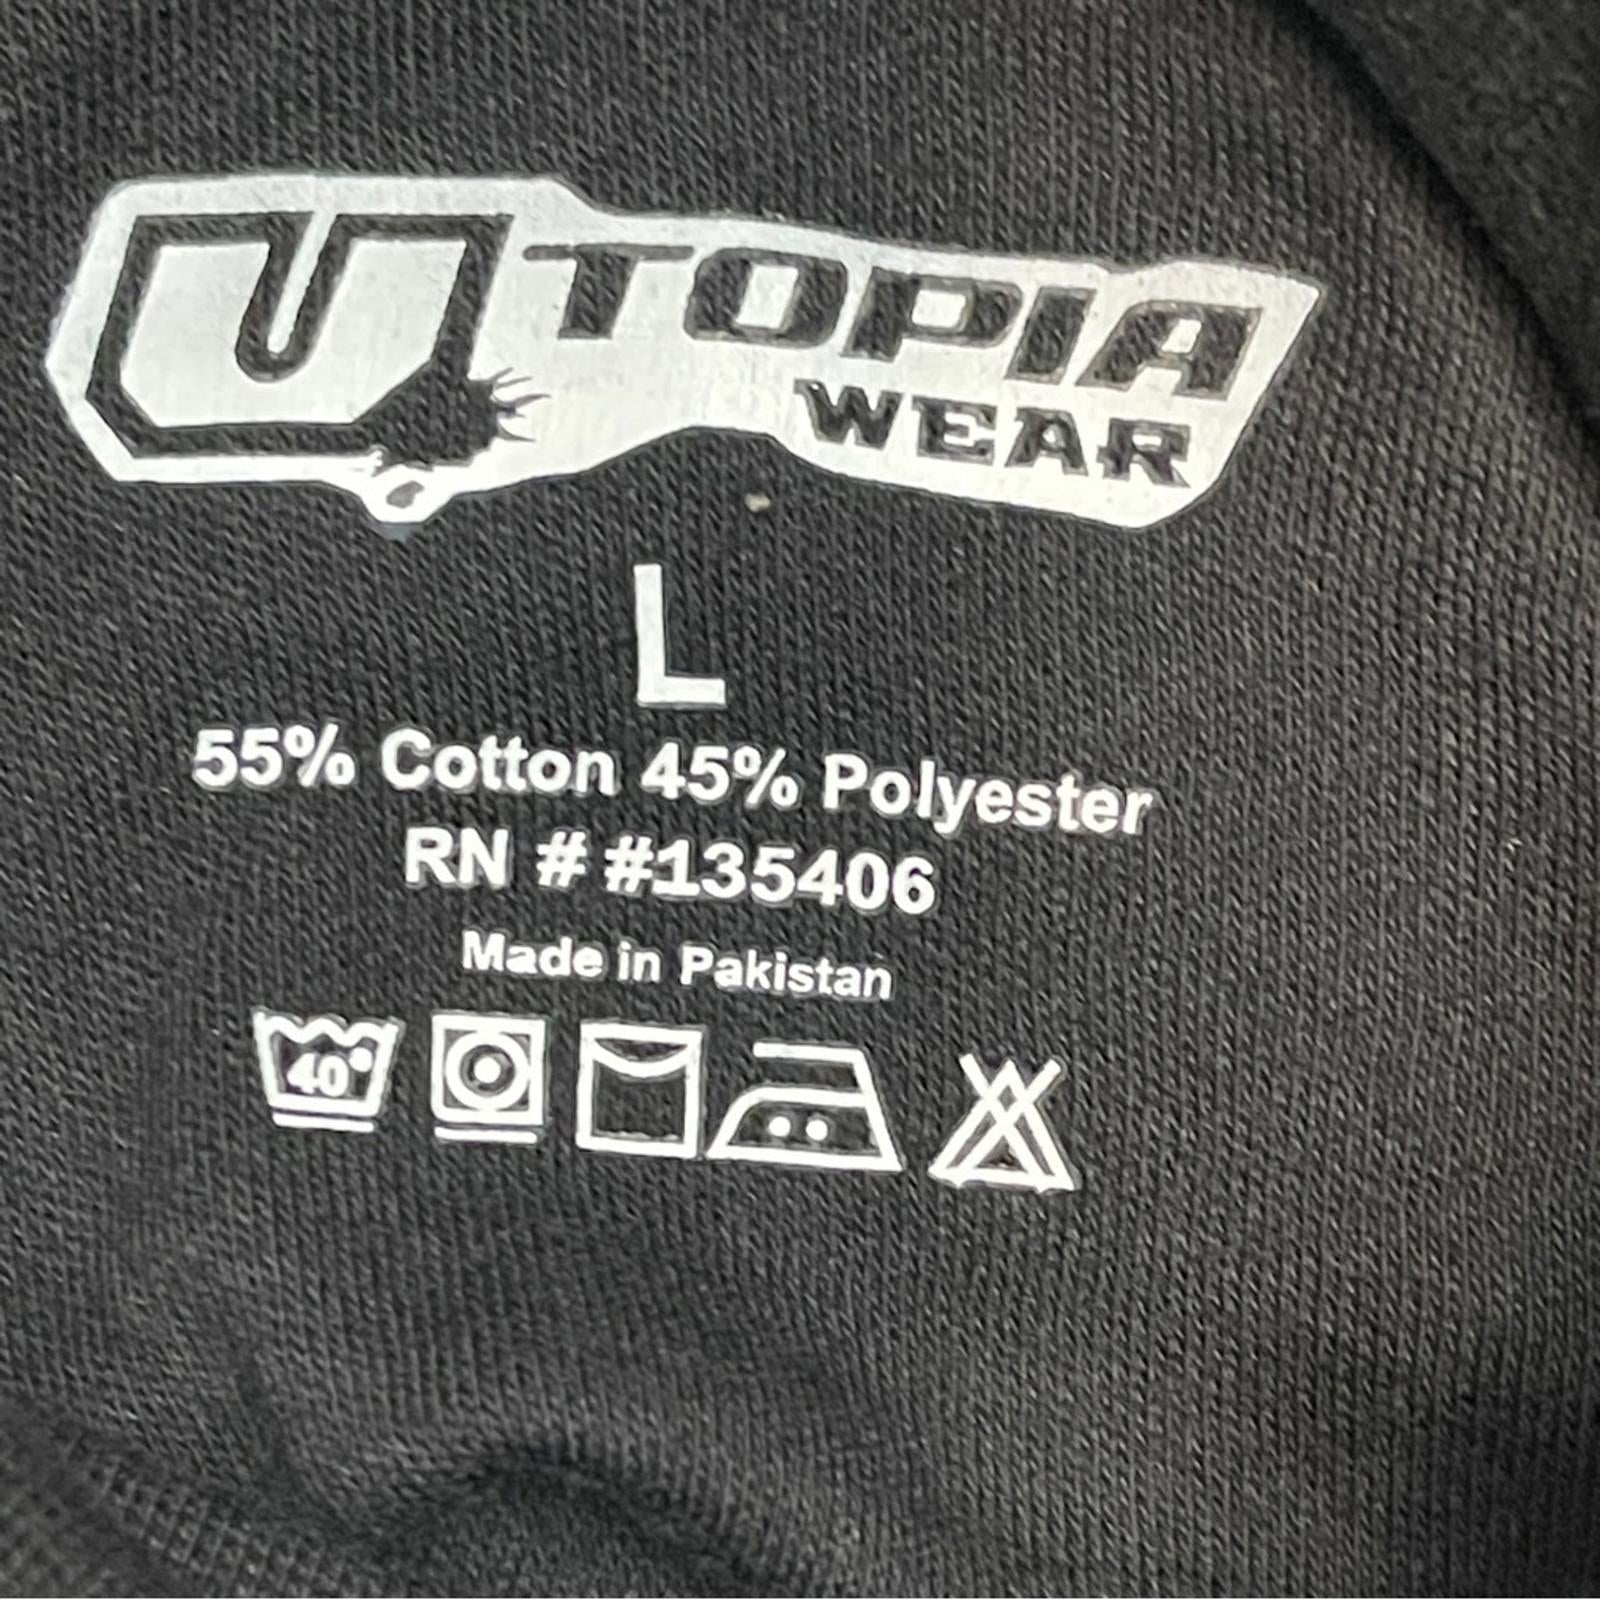 UTOPIA
WEAR
L
55% Cotton 45% Polyester
RN # #135406
Made in Pakistan
40°